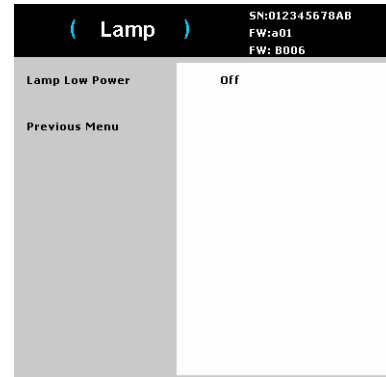 ( Lamp )
SN:012345678AB
FW:a01
FW: B006
Lamp Low Power Off
Previous Menu